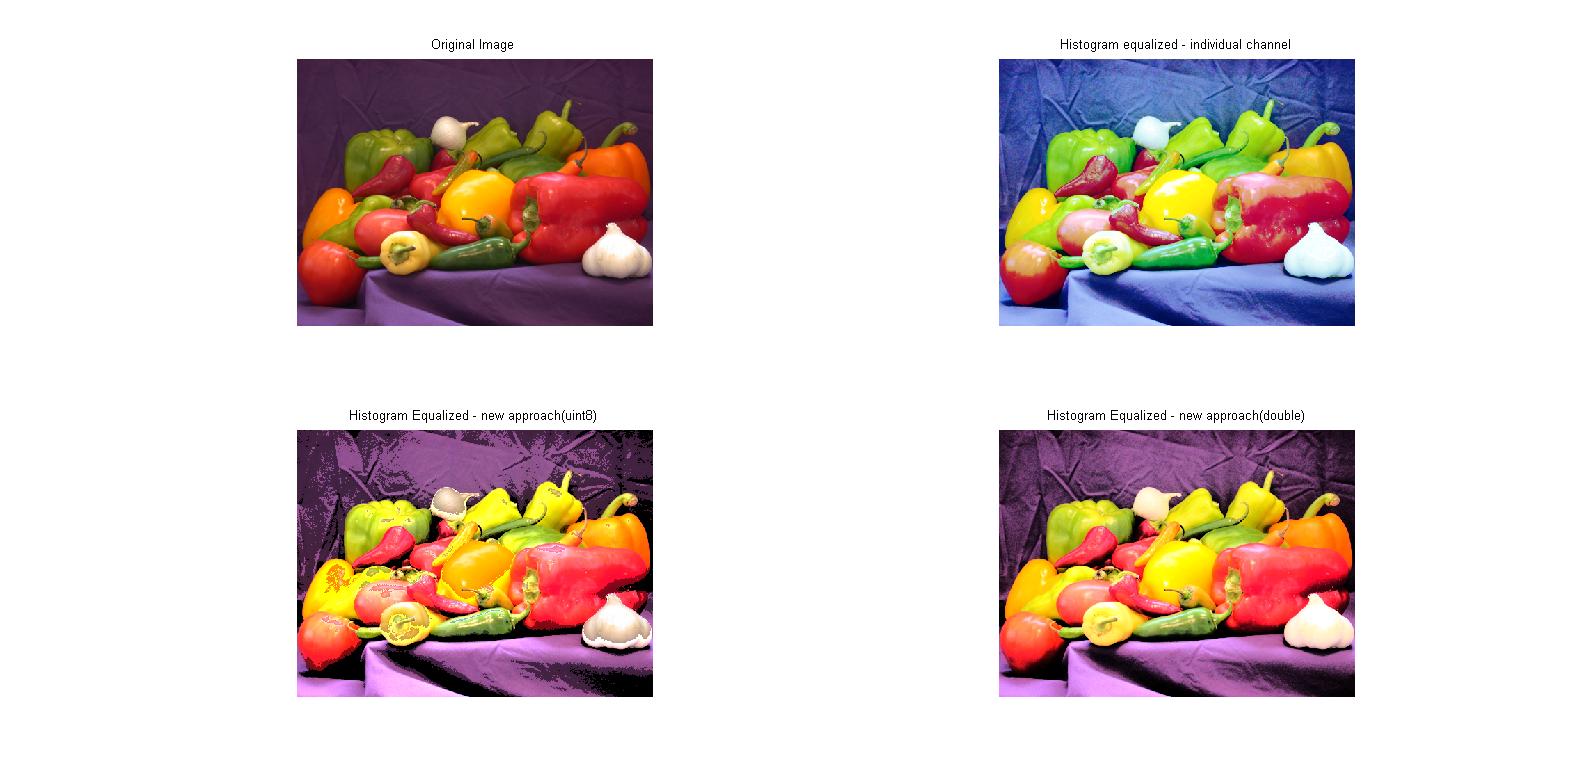 Original Image
Histogram equalized - individual channel
Histogram Equalized - new approach(uint8)
Histogram Equalized - new approach(double)